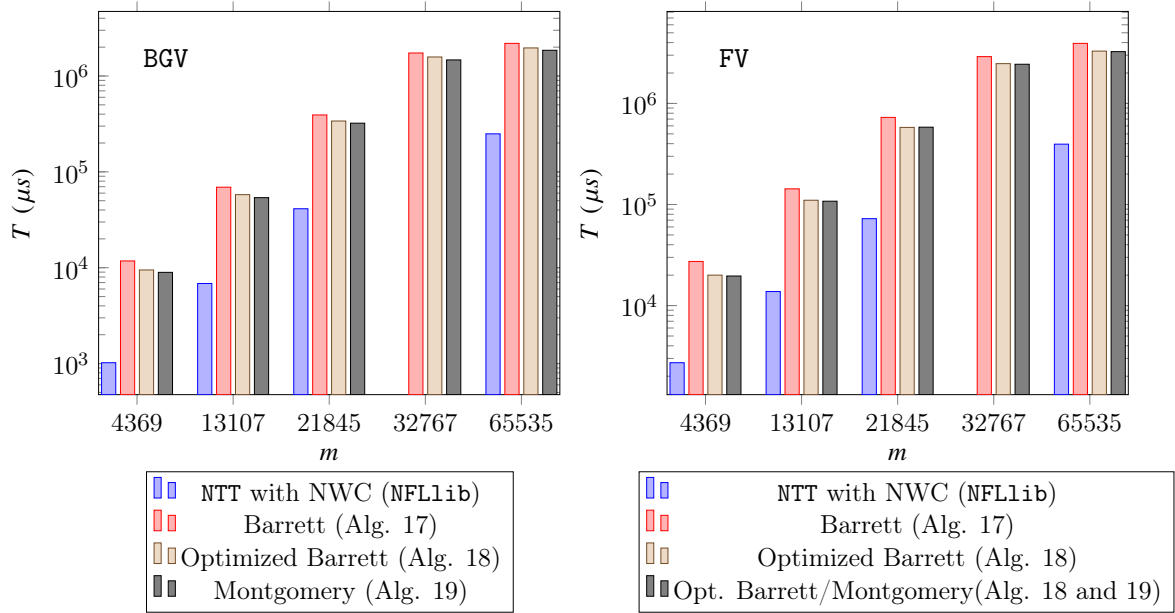 BGV
10^6
10^5
10^4
10^3
T (μs)
4369 13107 21845 32767 65535
m
NTT with NWC (NFLlib)
Barrett (Alg. 17)
Optimized Barrett (Alg. 18)
Montgomery (Alg. 19)
FV
10^6
10^5
10^4
T (μs)
4369 13107 21845 32767 65535
m
NTT with NWC (NFLlib)
Barrett (Alg. 17)
Optimized Barrett (Alg. 18)
Opt. Barrett/Montgomery(Alg. 18 and 19)